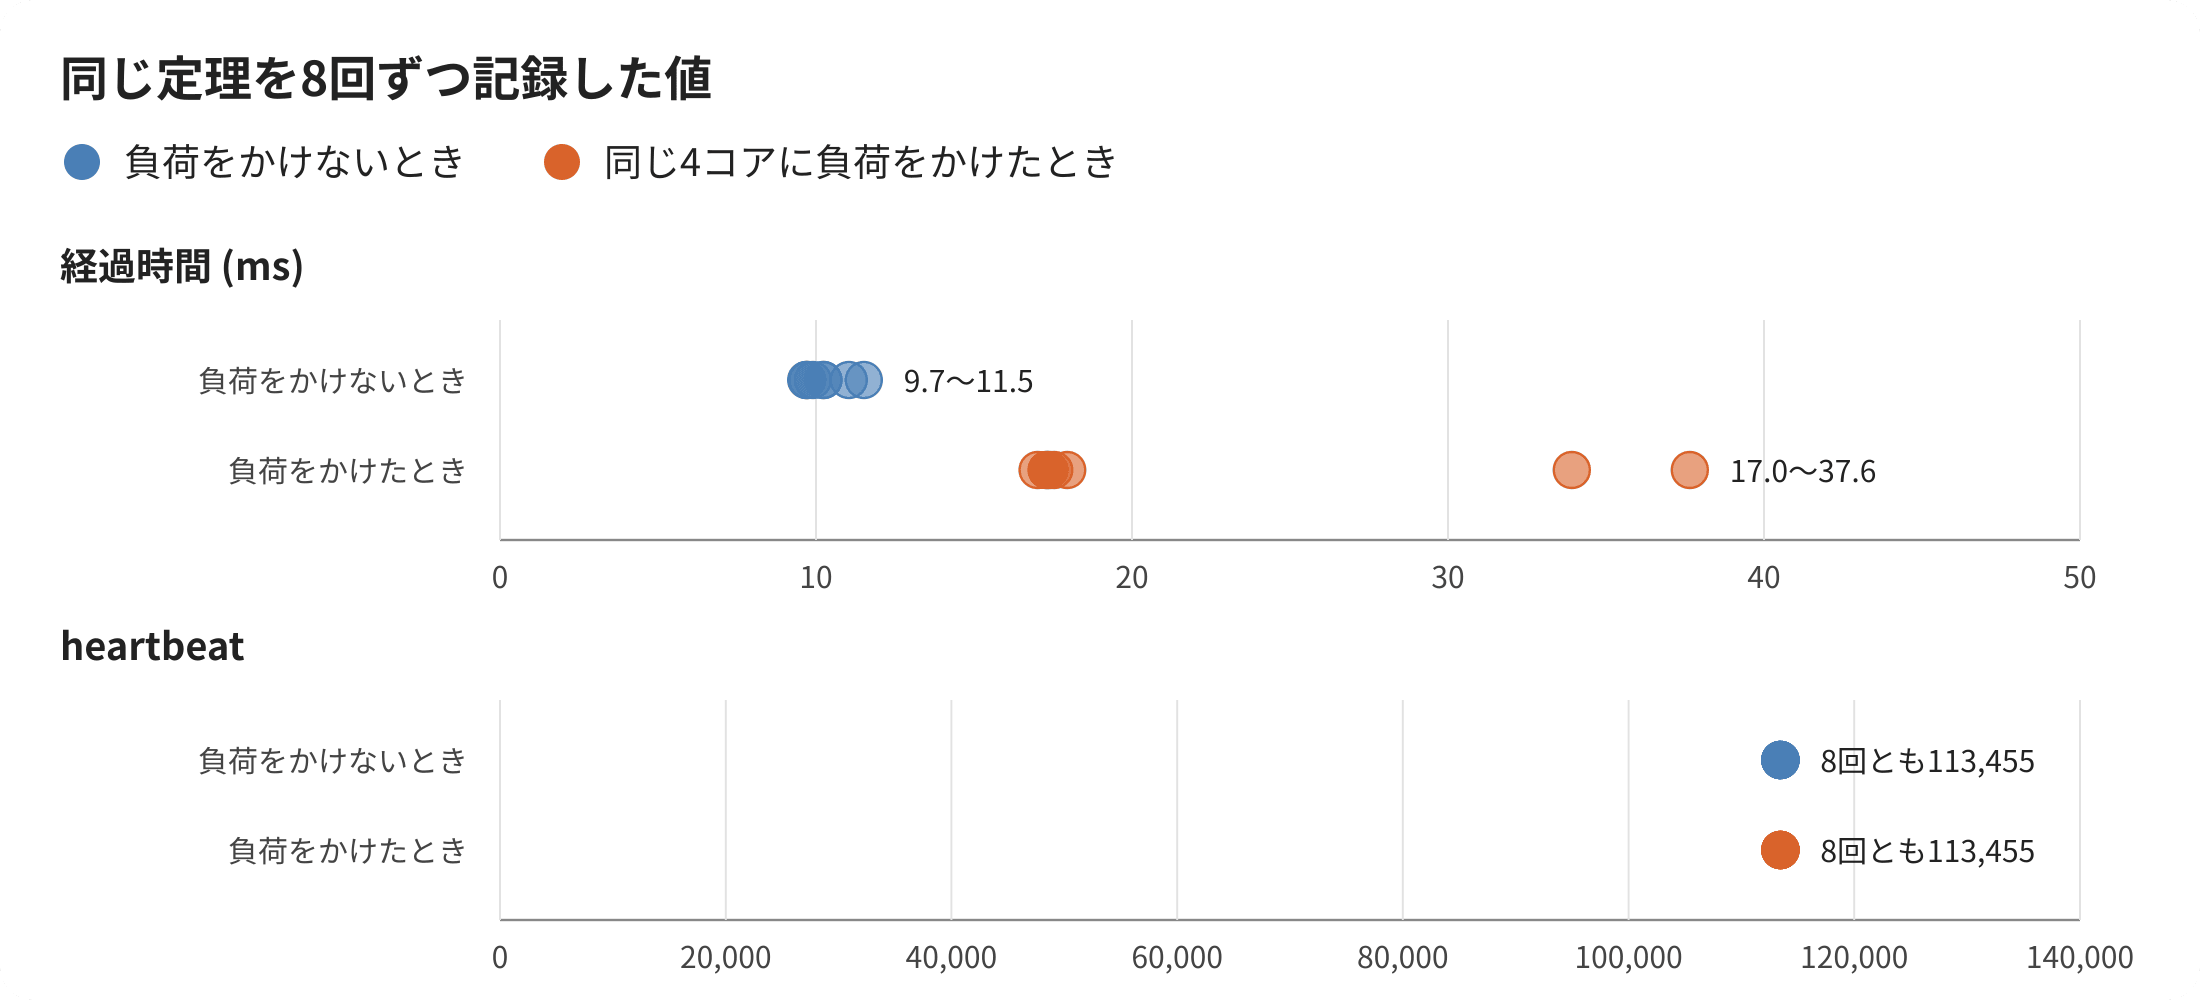 同じ定理を8回ずつ記録した値
負荷をかけないとき 同じ4コアに負荷をかけたとき
経過時間 (ms)
負荷をかけないとき 9.7〜11.5
負荷をかけたとき 17.0〜37.6
0 10 20 30 40 50
heartbeat
負荷をかけないとき 8回とも113,455
負荷をかけたとき 8回とも113,455
0 20,000 40,000 60,000 80,000 100,000 120,000 140,000